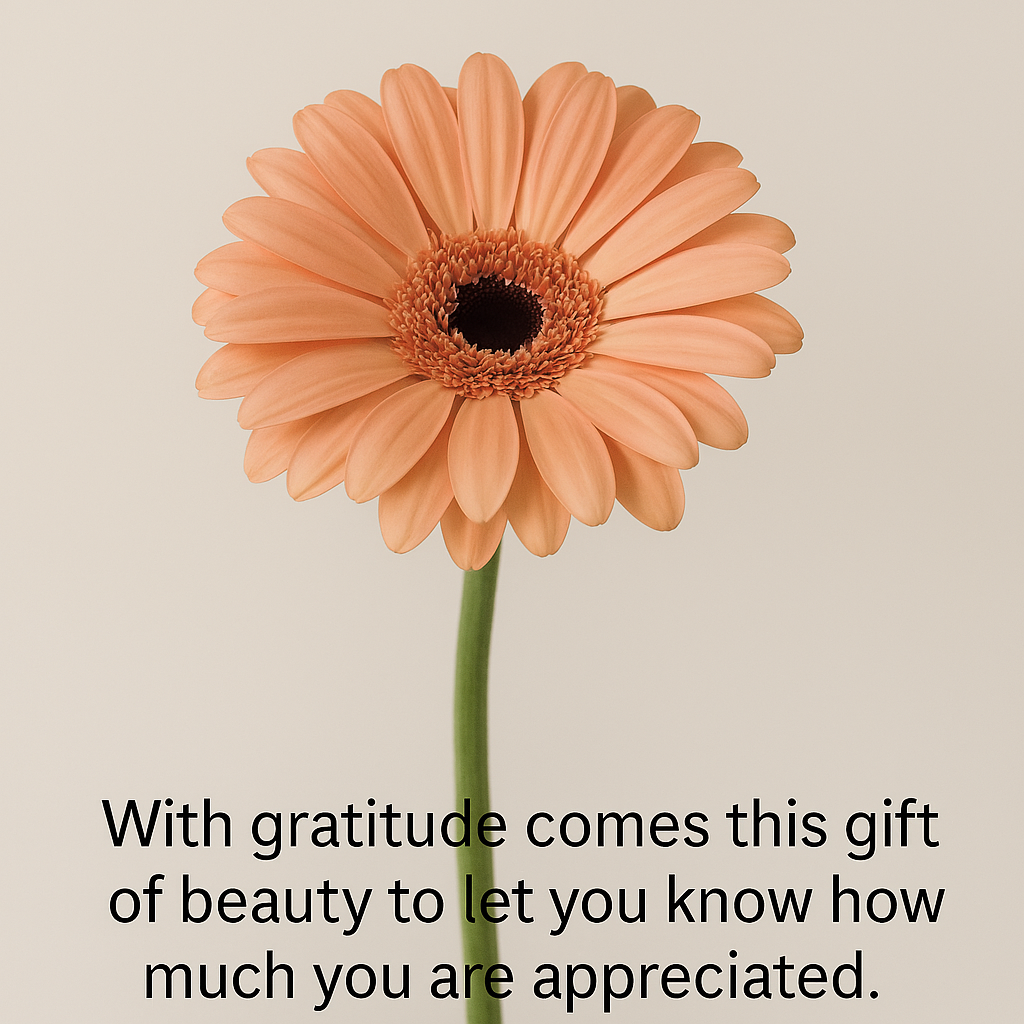 With gratitude comes this gift
of beauty to let you know how
much you are appreciated.